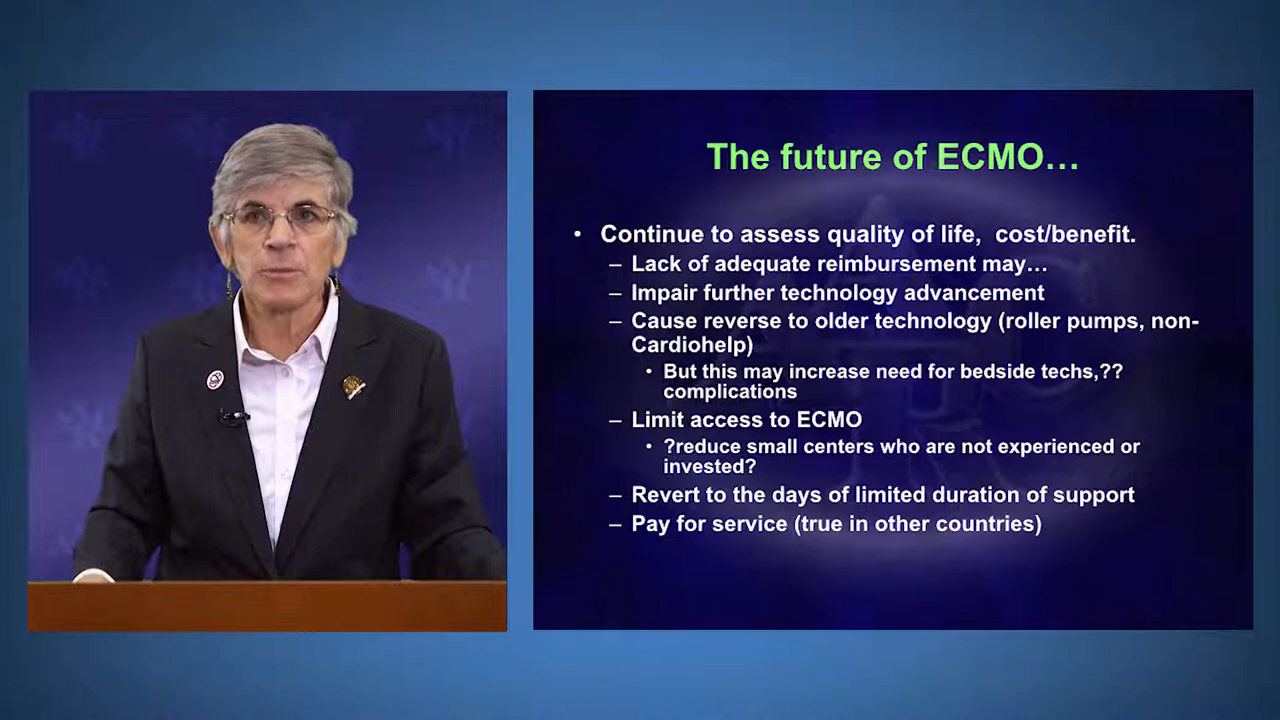 The future of ECMO…
• Continue to assess quality of life, cost/benefit.
– Lack of adequate reimbursement may…
– Impair further technology advancement
– Cause reverse to older technology (roller pumps, non-
Cardiohelp)
• But this may increase need for bedside techs,??
complications
– Limit access to ECMO
• ?reduce small centers who are not experienced or
invested?
– Revert to the days of limited duration of support
– Pay for service (true in other countries)